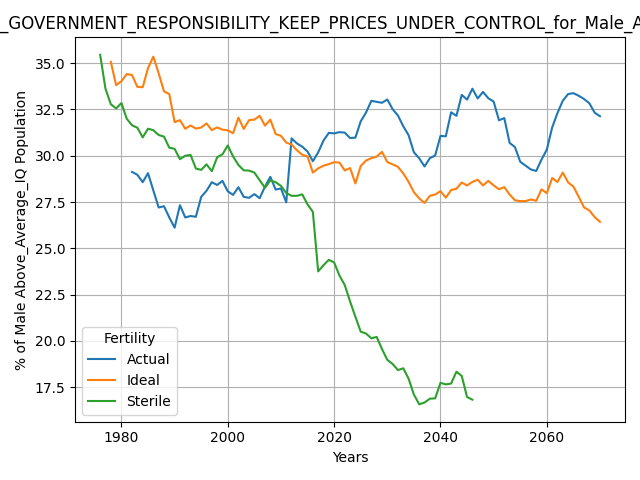 _GOVERNMENT_RESPONSIBILITY_KEEP_PRICES_UNDER_CONTROL_for_Male_A
% of Male Above_Average_IQ Population
35.0
32.5
30.0
27.5
25.0
22.5
20.0
17.5
Fertility
Actual
Ideal
Sterile
1980 2000 2020 2040 2060
Years